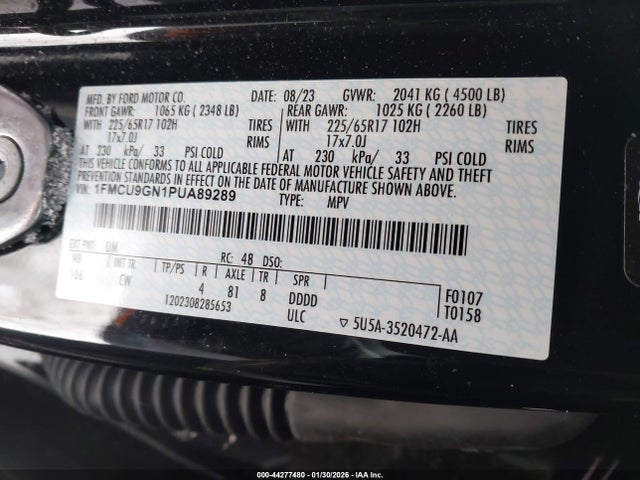 MFD. BY FORD MOTOR CO. DATE: 08/23 GVWR: 2041 KG ( 4500 LB)
FRONT GAWR: 1065 KG ( 2348 LB) REAR GAWR: 1025 KG ( 2260 LB)
WITH 225/65R17 102H TIRES WITH 225/65R17 102H TIRES
17x7.0J RIMS 17x7.0J RIMS
AT 230 kPa/ 33 PSI COLD AT 230 kPa/ 33 PSI COLD
THIS VEHICLE CONFORMS TO ALL APPLICABLE FEDERAL MOTOR VEHICLE SAFETY AND THEFT
PREVENTION STANDARDS IN EFFECT ON THE DATE OF MANUFACTURE SHOWN ABOVE.
VIN: 1FMCU9GN1PUA89289 TYPE: MPV
EXT PNT: UM RC: 48 DSO:
WB INT TR TP/PS R AXLE TR SPR
106 CW 4 81 8 DDDD F0107
1202308285653 ULC T0158
▽ 5U5A-3520472-AA
000-44277480 - 01/30/2026 - IAA Inc.